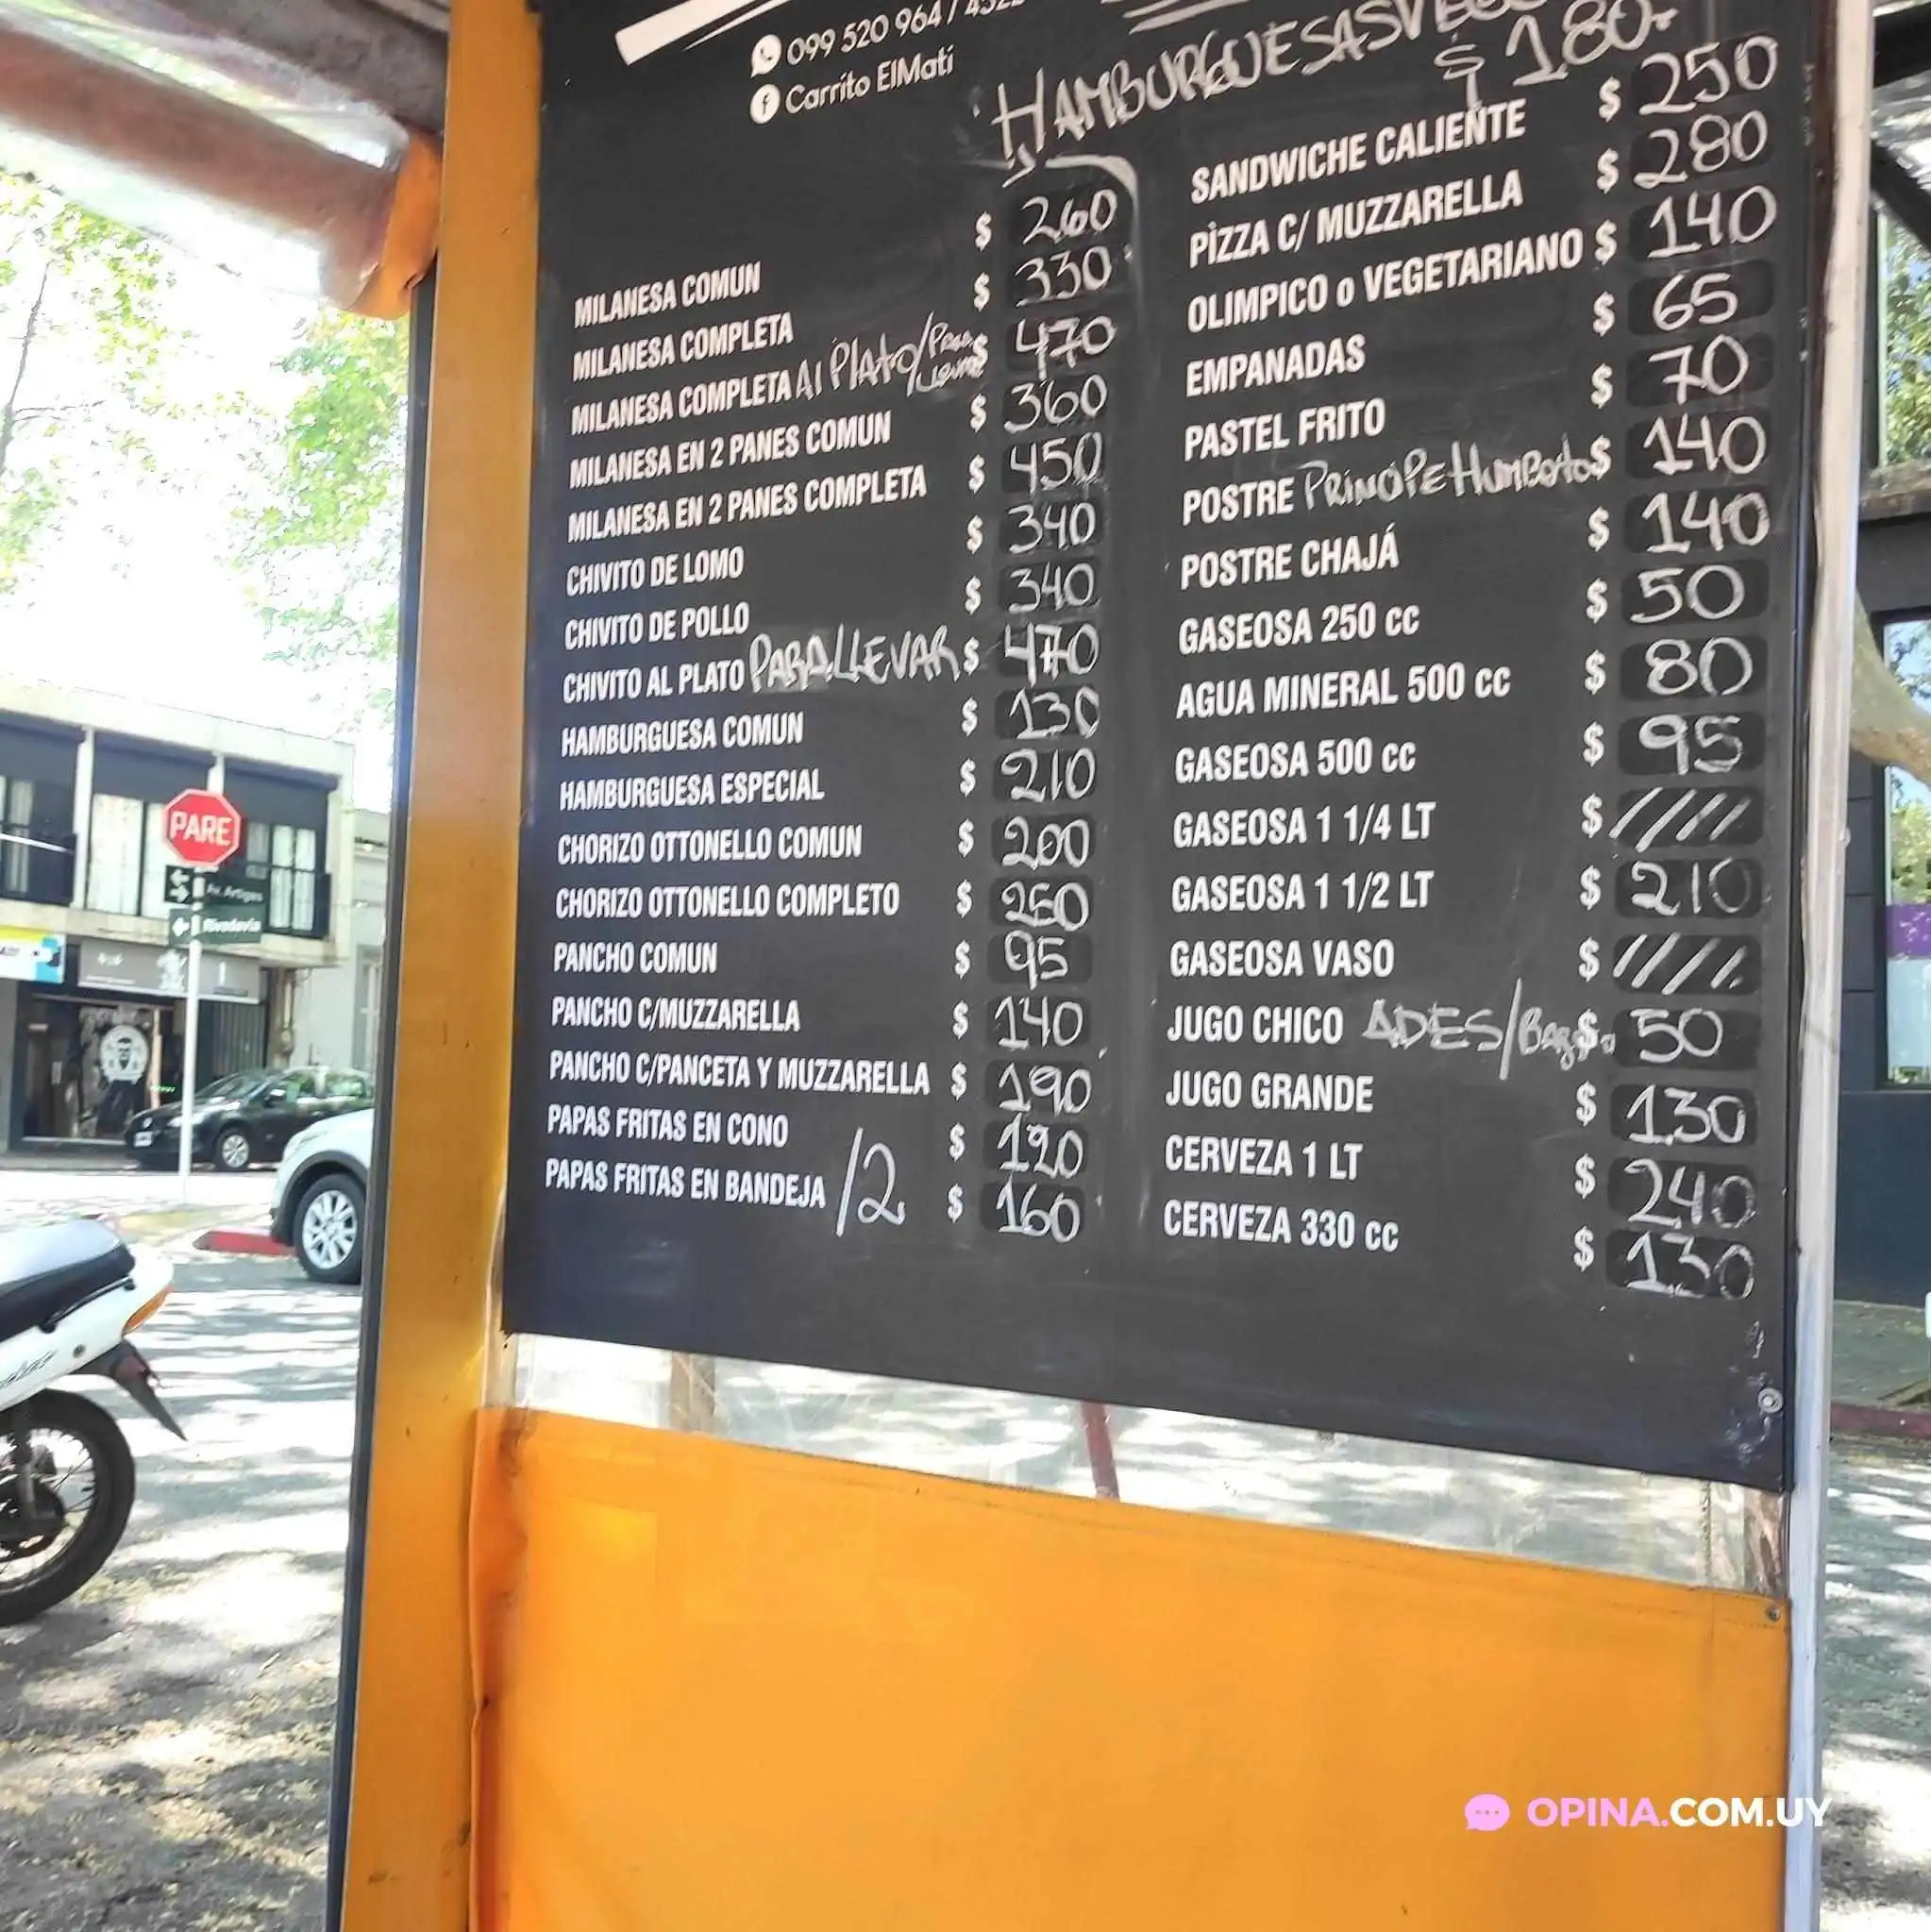 099 520 964 /
Carrito ElMati
HAMBURGUESAS
$ 180.-
MILANESA COMUN $ 260
MILANESA COMPLETA $ 330
MILANESA COMPLETA Al Plato/Para llevar $ 470
MILANESA EN 2 PANES COMUN $ 360
MILANESA EN 2 PANES COMPLETA $ 450
CHIVITO DE LOMO $ 340
CHIVITO DE POLLO $ 340
CHIVITO AL PLATO PARA LLEVAR $ 470
HAMBURGUESA COMUN $ 130
HAMBURGUESA ESPECIAL $ 210
CHORIZO OTTONELLO COMUN $ 200
CHORIZO OTTONELLO COMPLETO $ 260
PANCHO COMUN $ 95
PANCHO C/MUZZARELLA $ 140
PANCHO C/PANCETA Y MUZZARELLA $ 190
PAPAS FRITAS EN CONO $ 120
PAPAS FRITAS EN BANDEJA /2 $ 160
SANDWICHE CALIENTE $ 250
PIZZA C/ MUZZARELLA $ 280
OLIMPICO o VEGETARIANO $ 140
EMPANADAS $ 65
PASTEL FRITO $ 70
POSTRE PRINCIPE HUMBERTO $ 140
POSTRE CHAJÁ $ 140
GASEOSA 250 cc $ 50
AGUA MINERAL 500 cc $ 80
GASEOSA 500 cc $ 95
GASEOSA 1 1/4 LT $ /////
GASEOSA 1 1/2 LT $ 210
GASEOSA VASO $ /////
JUGO CHICO ADES/ $ 50
JUGO GRANDE $ 130
CERVEZA 1 LT $ 240
CERVEZA 330 cc $ 130
PARE
Av. Artigas
Rivadavia
OPINA.COM.UY